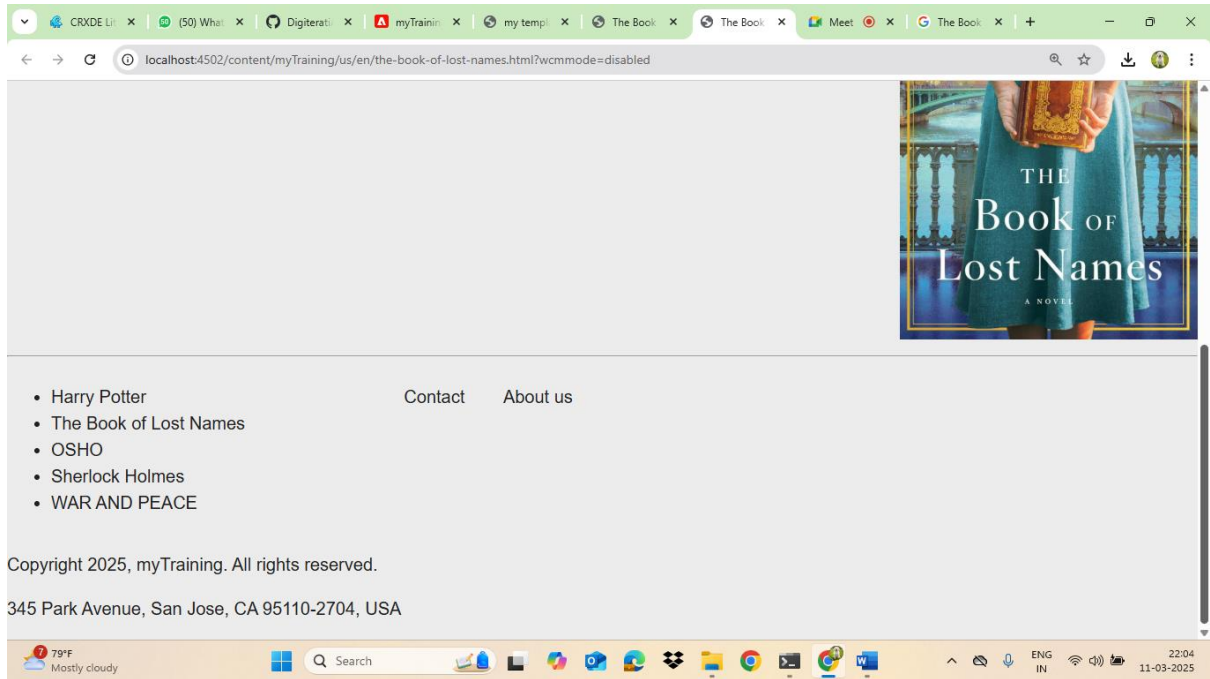 CRXDE Lit
(50) What
Digiterati
myTrainin
my templ
The Book
The Book
Meet
The Book
localhost:4502/content/myTraining/us/en/the-book-of-lost-names.html?wcmmode=disabled
THE
Book OF
Lost Names
A NOVEL
Harry Potter
The Book of Lost Names
OSHO
Sherlock Holmes
WAR AND PEACE
Contact
About us
Copyright 2025, myTraining. All rights reserved.
345 Park Avenue, San Jose, CA 95110-2704, USA
7
79°F
Mostly cloudy
Search
ENG
IN
22:04
11-03-2025